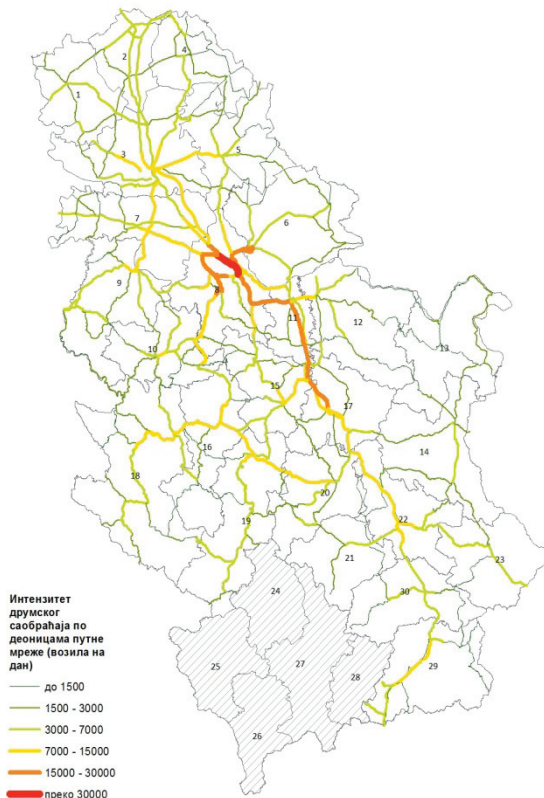 2
4
1
3
5
7
6
8
9
11
12
13
10
15
17
16
14
18
20
19
22
21
23
30
24
25
27
28
29
26
Интензитет
друмског
саобраћаја по
деоницама путне
мреже (возила на
дан)
до 1500
1500 - 3000
3000 - 7000
7000 - 15000
15000 - 30000
преко 30000